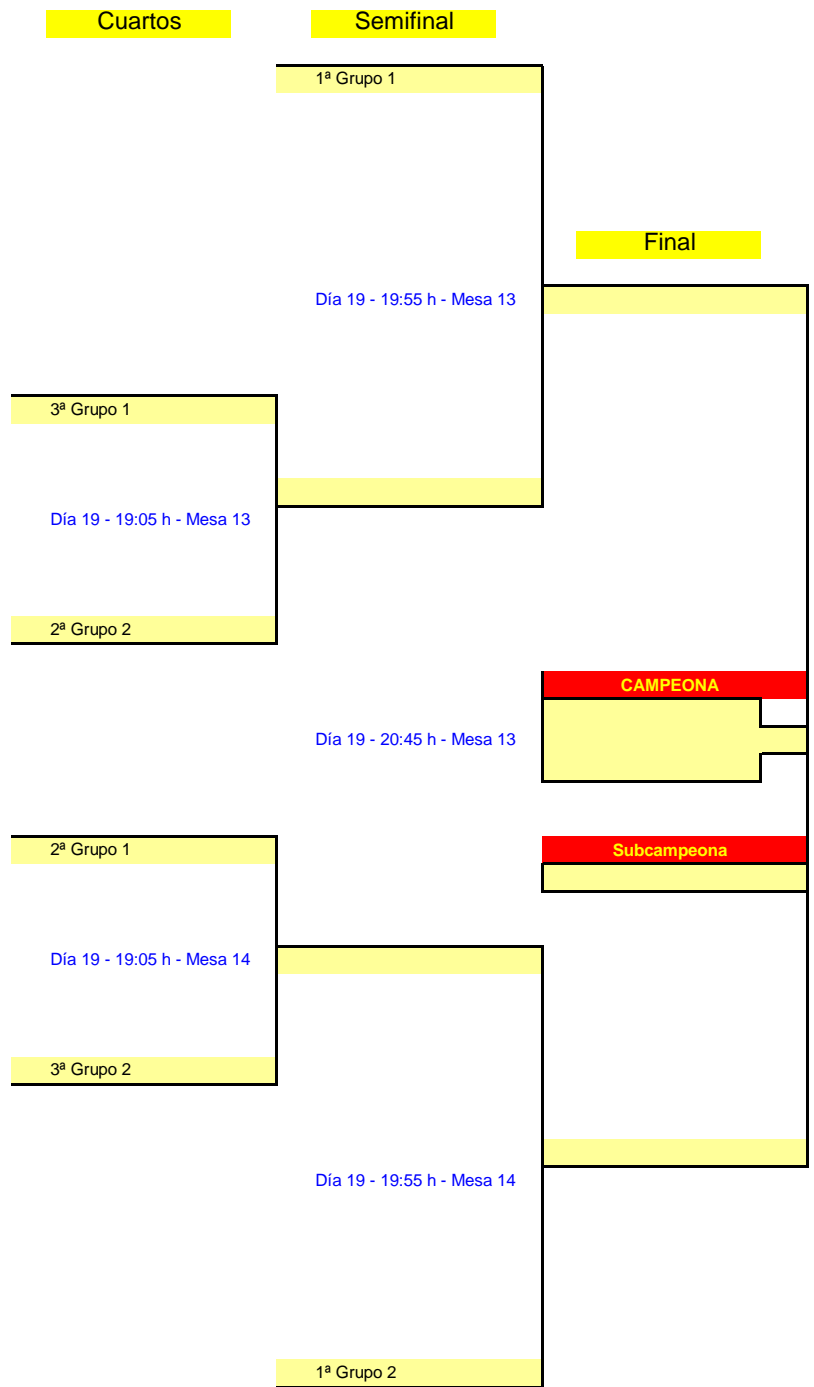 Cuartos
Semifinal
1ª Grupo 1
Final
Día 19 - 19:55 h - Mesa 13
3ª Grupo 1
Día 19 - 19:05 h - Mesa 13
2ª Grupo 2
CAMPEONA
Día 19 - 20:45 h - Mesa 13
2ª Grupo 1
Subcampeona
Día 19 - 19:05 h - Mesa 14
3ª Grupo 2
Día 19 - 19:55 h - Mesa 14
1ª Grupo 2